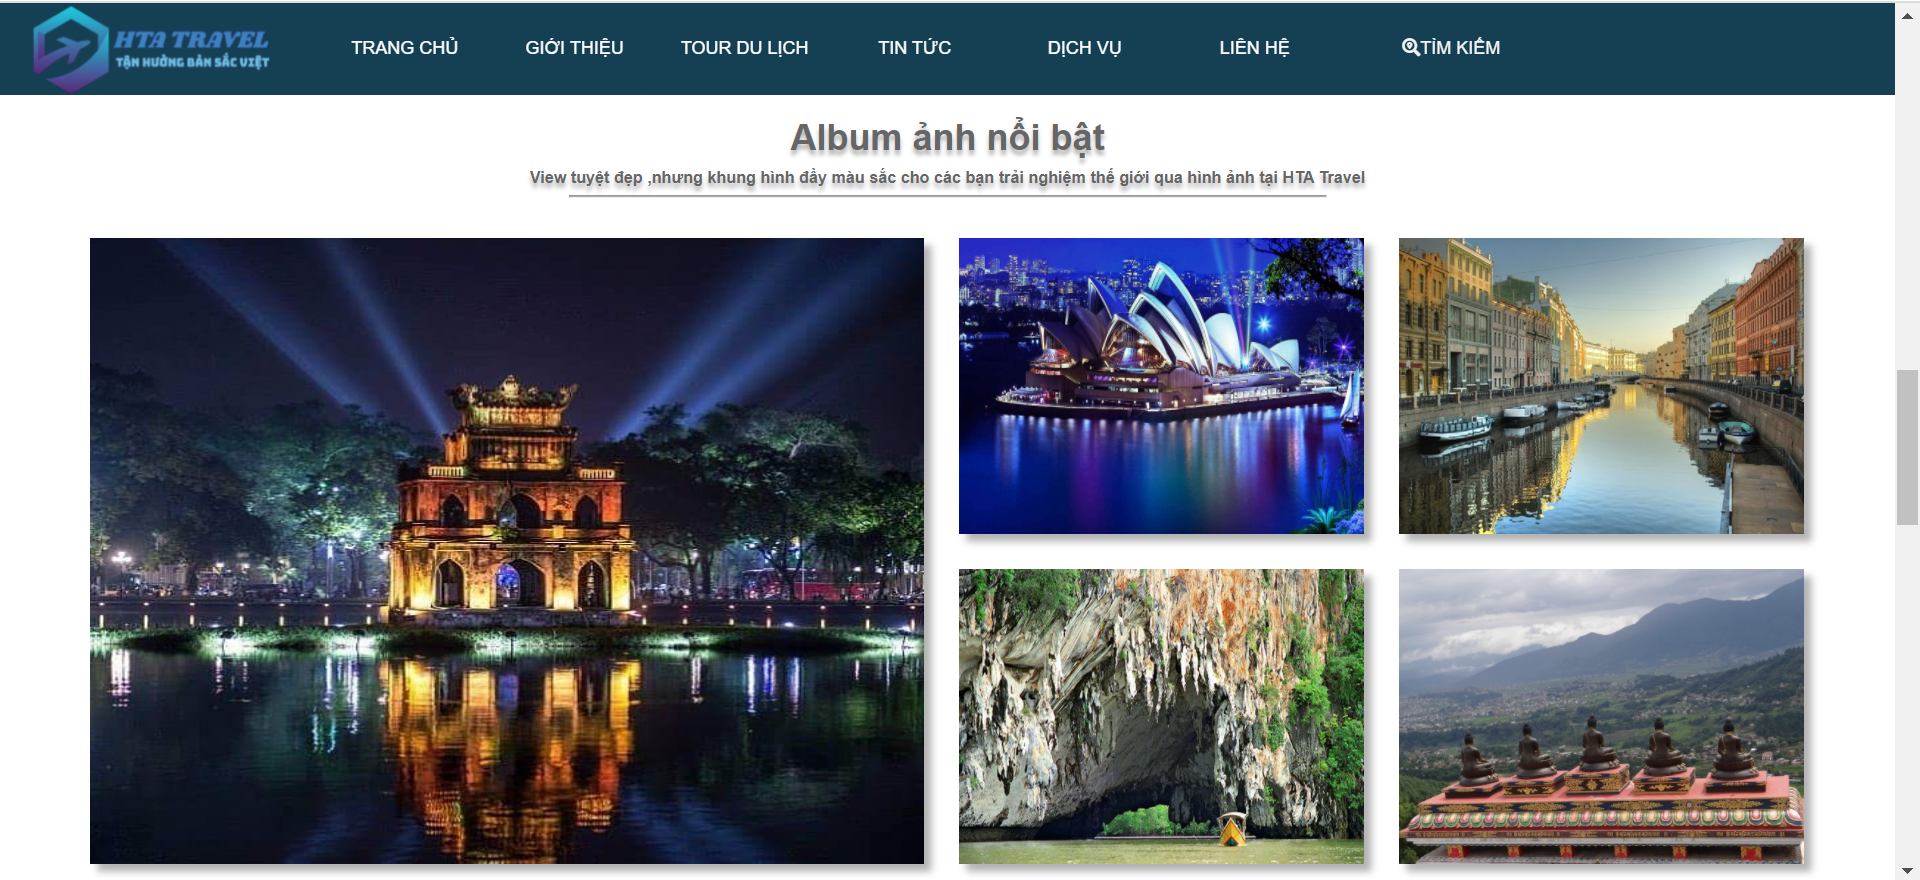 HTA TRAVEL
TẬN HƯỞNG BẢN SẮC VIỆT
TRANG CHỦ GIỚI THIỆU TOUR DU LỊCH TIN TỨC DỊCH VỤ LIÊN HỆ TÌM KIẾM
Album ảnh nổi bật
View tuyệt đẹp ,nhưng khung hình đầy màu sắc cho các bạn trải nghiệm thế giới qua hình ảnh tại HTA Travel